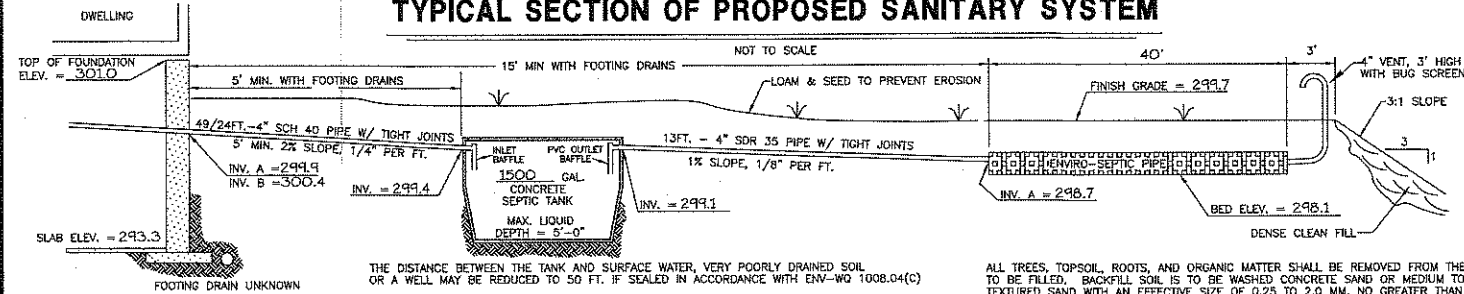 TYPICAL SECTION OF PROPOSED SANITARY SYSTEM
DWELLING
NOT TO SCALE
TOP OF FOUNDATION
ELEV. = 301.0
15' MIN WITH FOOTING DRAINS
40'
3'
5' MIN. WITH FOOTING DRAINS
LOAM & SEED TO PREVENT EROSION
FINISH GRADE = 299.7
4" VENT, 3' HIGH
WITH BUG SCREEN
3:1 SLOPE
3
1
49/24FT.-4" SCH 40 PIPE W/ TIGHT JOINTS
5' MIN. 2% SLOPE, 1/4" PER FT.
INV. A =299.9
INV. B =300.4
INV. = 299.4
INLET
BAFFLE
PVC OUTLET
BAFFLE
1500 GAL.
CONCRETE
SEPTIC TANK
MAX. LIQUID
DEPTH = 5'-0"
13FT. - 4" SDR 35 PIPE W/ TIGHT JOINTS
1% SLOPE, 1/8" PER FT.
INV. = 299.1
ENVIRO-SEPTIC PIPE
INV. A = 298.7
BED ELEV. = 298.1
DENSE CLEAN FILL
SLAB ELEV. = 293.3
FOOTING DRAIN UNKNOWN
THE DISTANCE BETWEEN THE TANK AND SURFACE WATER, VERY POORLY DRAINED SOIL
OR A WELL MAY BE REDUCED TO 50 FT. IF SEALED IN ACCORDANCE WITH ENV-WQ 1008.04(C)
ALL TREES, TOPSOIL, ROOTS, AND ORGANIC MATTER SHALL BE REMOVED FROM THE
TO BE FILLED. BACKFILL SOIL IS TO BE WASHED CONCRETE SAND OR MEDIUM TO
TEXTURED SAND WITH AN EFFECTIVE SIZE OF 0.25 TO 2.0 MM, NO GREATER THAN